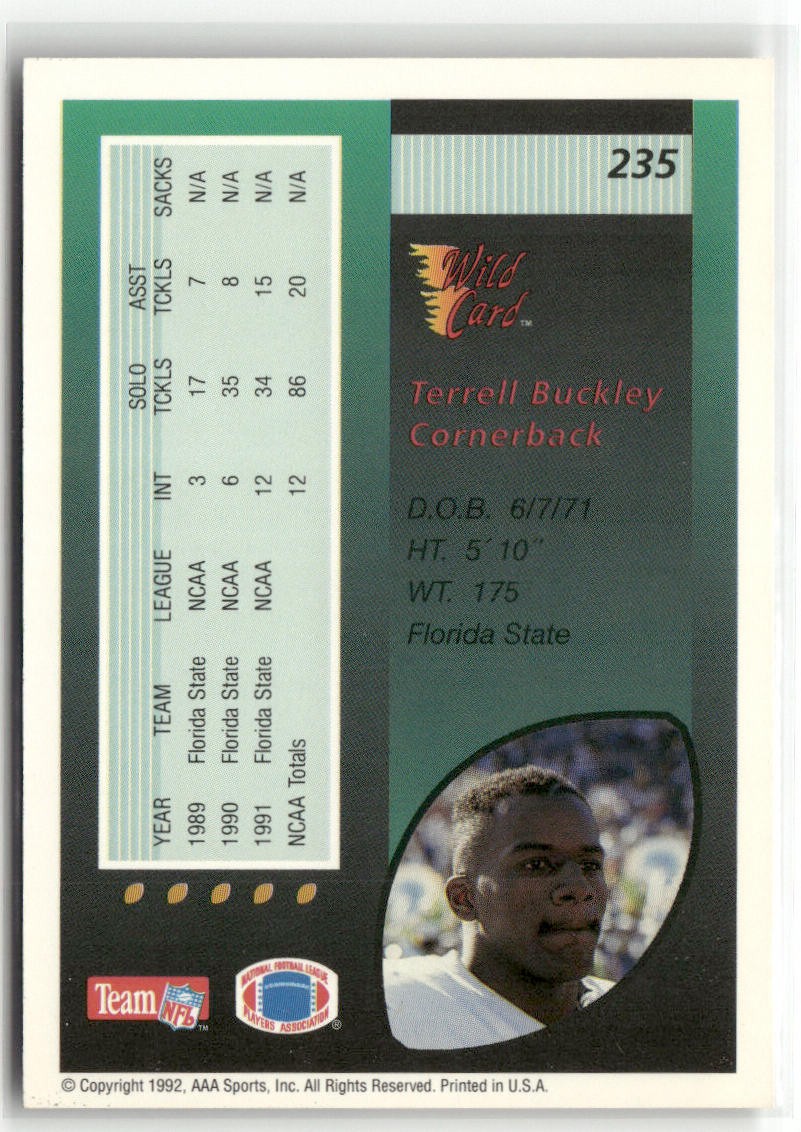 235
Wild
Card™
Terrell Buckley
Cornerback
D.O.B. 6/7/71
HT. 5´ 10"
WT. 175
Florida State
SOLO ASST
YEAR TEAM LEAGUE INT TCKLS TCKLS SACKS
1989 Florida State NCAA 3 17 7 N/A
1990 Florida State NCAA 6 35 8 N/A
1991 Florida State NCAA 12 34 15 N/A
NCAA Totals 12 86 20 N/A
Team NFL™
NATIONAL FOOTBALL LEAGUE
PLAYERS ASSOCIATION ®
© Copyright 1992, AAA Sports, Inc. All Rights Reserved. Printed in U.S.A.